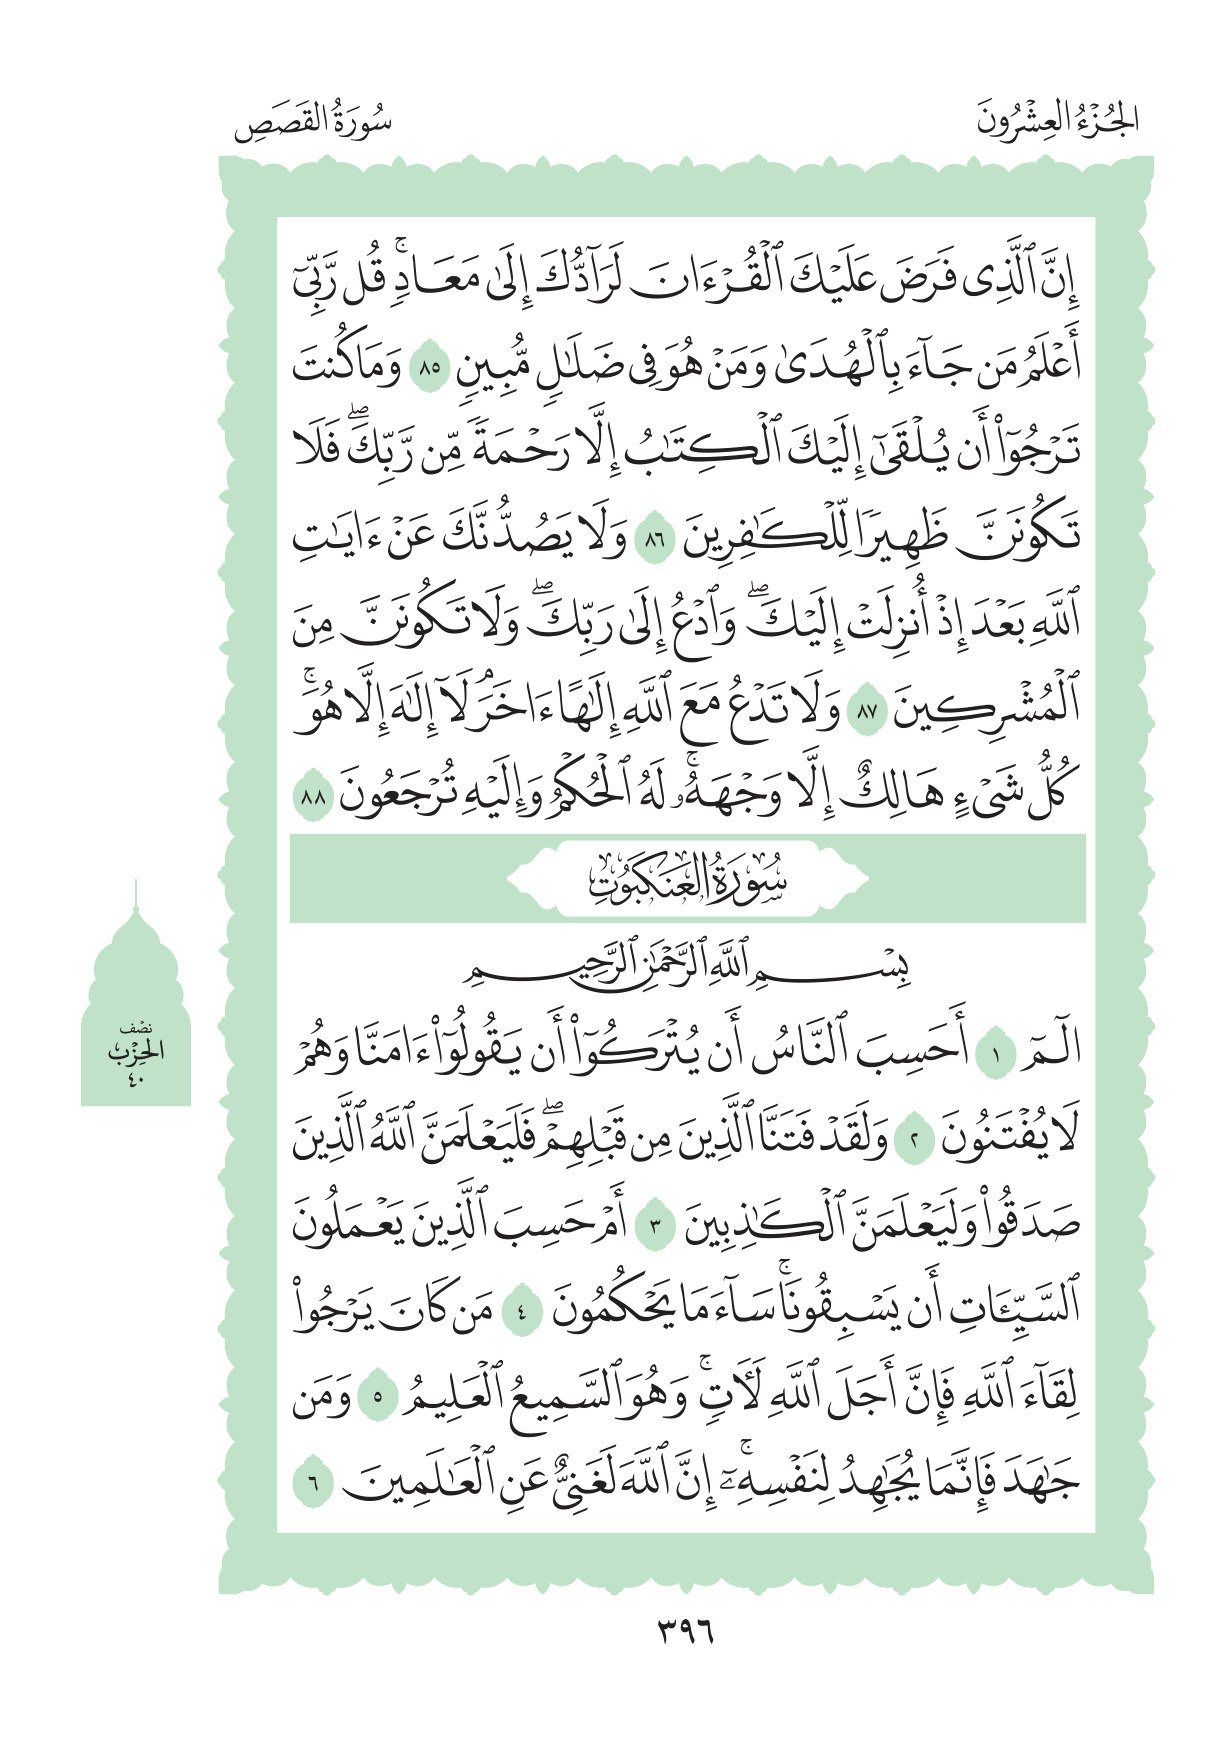 الجُزْءُ العِشْرُونَ
سُورَةُ القَصَصِ
إِنَّ ٱلَّذِى فَرَضَ عَلَيْكَ ٱلْقُرْءَانَ لَرَآدُّكَ إِلَىٰ مَعَادٍۚ قُل رَّبِّىٓ
أَعْلَمُ مَن جَآءَ بِٱلْهُدَىٰ وَمَنْ هُوَ فِى ضَلَـٰلٍ مُّبِينٍ ٨٥ وَمَا كُنتَ
تَرْجُوٓا۟ أَن يُلْقَىٰٓ إِلَيْكَ ٱلْكِتَـٰبُ إِلَّا رَحْمَةً مِّن رَّبِّكَۖ فَلَا
تَكُونَنَّ ظَهِيرًا لِّلْكَـٰفِرِينَ ٨٦ وَلَا يَصُدُّنَّكَ عَنْ ءَايَـٰتِ
ٱللَّهِ بَعْدَ إِذْ أُنزِلَتْ إِلَيْكَۖ وَٱدْعُ إِلَىٰ رَبِّكَۖ وَلَا تَكُونَنَّ مِنَ
ٱلْمُشْرِكِينَ ٨٧ وَلَا تَدْعُ مَعَ ٱللَّهِ إِلَـٰهًا ءَاخَرَۘ لَآ إِلَـٰهَ إِلَّا هُوَۚ
كُلُّ شَىْءٍ هَالِكٌ إِلَّا وَجْهَهُۥۚ لَهُ ٱلْحُكْمُ وَإِلَيْهِ تُرْجَعُونَ ٨٨
سُورَةُ العَنكَبُوتِ
بِسْمِ ٱللَّهِ ٱلرَّحْمَـٰنِ ٱلرَّحِيمِ
الٓمٓ ١ أَحَسِبَ ٱلنَّاسُ أَن يُتْرَكُوٓا۟ أَن يَقُولُوٓا۟ ءَامَنَّا وَهُمْ
لَا يُفْتَنُونَ ٢ وَلَقَدْ فَتَنَّا ٱلَّذِينَ مِن قَبْلِهِمْۖ فَلَيَعْلَمَنَّ ٱللَّهُ ٱلَّذِينَ
صَدَقُوا۟ وَلَيَعْلَمَنَّ ٱلْكَـٰذِبِينَ ٣ أَمْ حَسِبَ ٱلَّذِينَ يَعْمَلُونَ
ٱلسَّيِّـَٔاتِ أَن يَسْبِقُونَاۚ سَآءَ مَا يَحْكُمُونَ ٤ مَن كَانَ يَرْجُوا۟
لِقَآءَ ٱللَّهِ فَإِنَّ أَجَلَ ٱللَّهِ لَـَٔاتٍۚ وَهُوَ ٱلسَّمِيعُ ٱلْعَلِيمُ ٥ وَمَن
جَـٰهَدَ فَإِنَّمَا يُجَـٰهِدُ لِنَفْسِهِۦٓۚ إِنَّ ٱللَّهَ لَغَنِىٌّ عَنِ ٱلْعَـٰلَمِينَ ٦
نصْف
الحِزْب
٤٠
٣٩٦